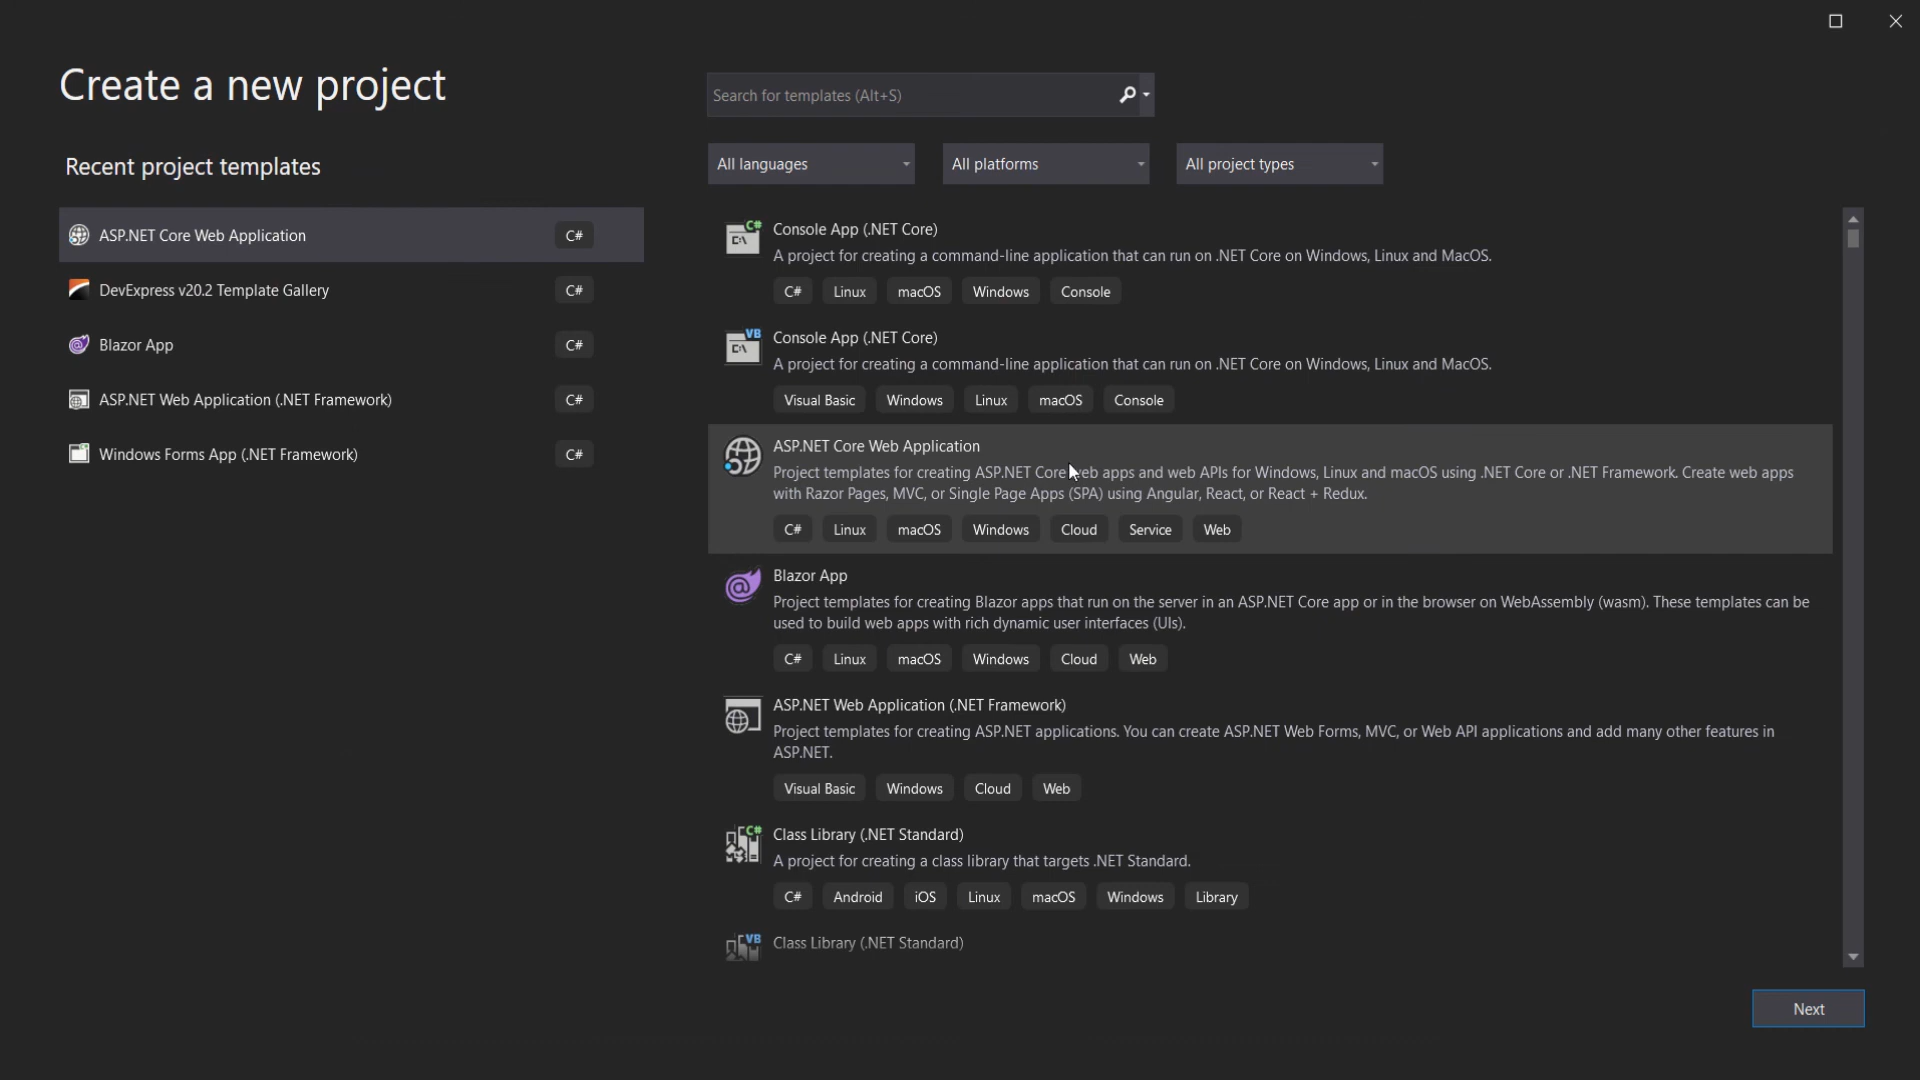 Create a new project
Search for templates (Alt+S)
All languages
All platforms
All project types
Recent project templates
ASP.NET Core Web Application
C#
DevExpress v20.2 Template Gallery
C#
Blazor App
C#
ASP.NET Web Application (.NET Framework)
C#
Windows Forms App (.NET Framework)
C#
C#
Console App (.NET Core)
A project for creating a command-line application that can run on .NET Core on Windows, Linux and MacOS.
C# Linux macOS Windows Console
VB
Console App (.NET Core)
A project for creating a command-line application that can run on .NET Core on Windows, Linux and MacOS.
Visual Basic Windows Linux macOS Console
ASP.NET Core Web Application
Project templates for creating ASP.NET Core web apps and web APIs for Windows, Linux and macOS using .NET Core or .NET Framework. Create web apps
with Razor Pages, MVC, or Single Page Apps (SPA) using Angular, React, or React + Redux.
C# Linux macOS Windows Cloud Service Web
Blazor App
Project templates for creating Blazor apps that run on the server in an ASP.NET Core app or in the browser on WebAssembly (wasm). These templates can be
used to build web apps with rich dynamic user interfaces (UIs).
C# Linux macOS Windows Cloud Web
ASP.NET Web Application (.NET Framework)
Project templates for creating ASP.NET applications. You can create ASP.NET Web Forms, MVC, or Web API applications and add many other features in
ASP.NET.
Visual Basic Windows Cloud Web
C#
Class Library (.NET Standard)
A project for creating a class library that targets .NET Standard.
C# Android iOS Linux macOS Windows Library
VB
Class Library (.NET Standard)
Next